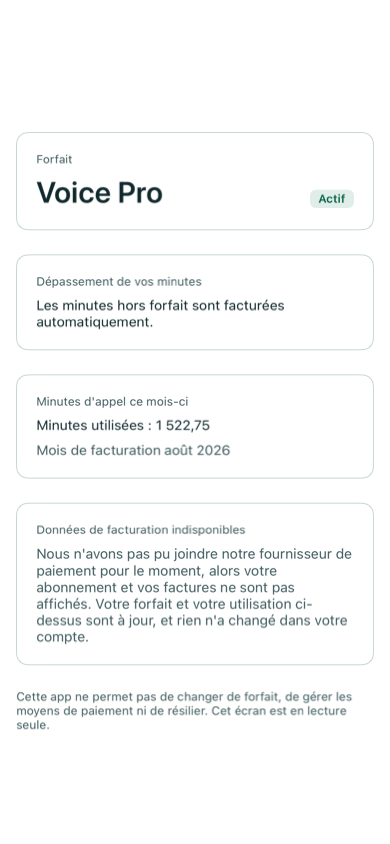 Forfait
Voice Pro
Actif
Dépassement de vos minutes
Les minutes hors forfait sont facturées
automatiquement.
Minutes d'appel ce mois-ci
Minutes utilisées : 1 522,75
Mois de facturation août 2026
Données de facturation indisponibles
Nous n'avons pas pu joindre notre fournisseur de
paiement pour le moment, alors votre
abonnement et vos factures ne sont pas
affichés. Votre forfait et votre utilisation ci-
dessus sont à jour, et rien n'a changé dans votre
compte.
Cette app ne permet pas de changer de forfait, de gérer les
moyens de paiement ni de résilier. Cet écran est en lecture
seule.